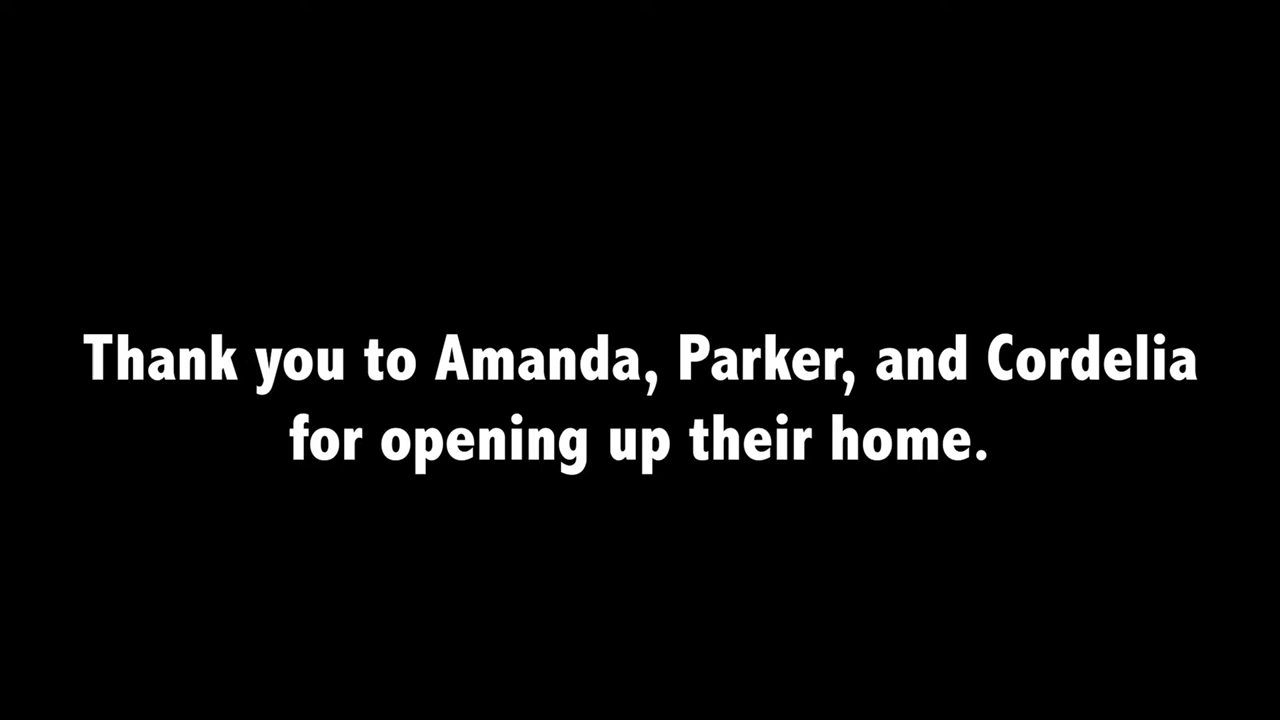 Thank you to Amanda, Parker, and Cordelia
for opening up their home.